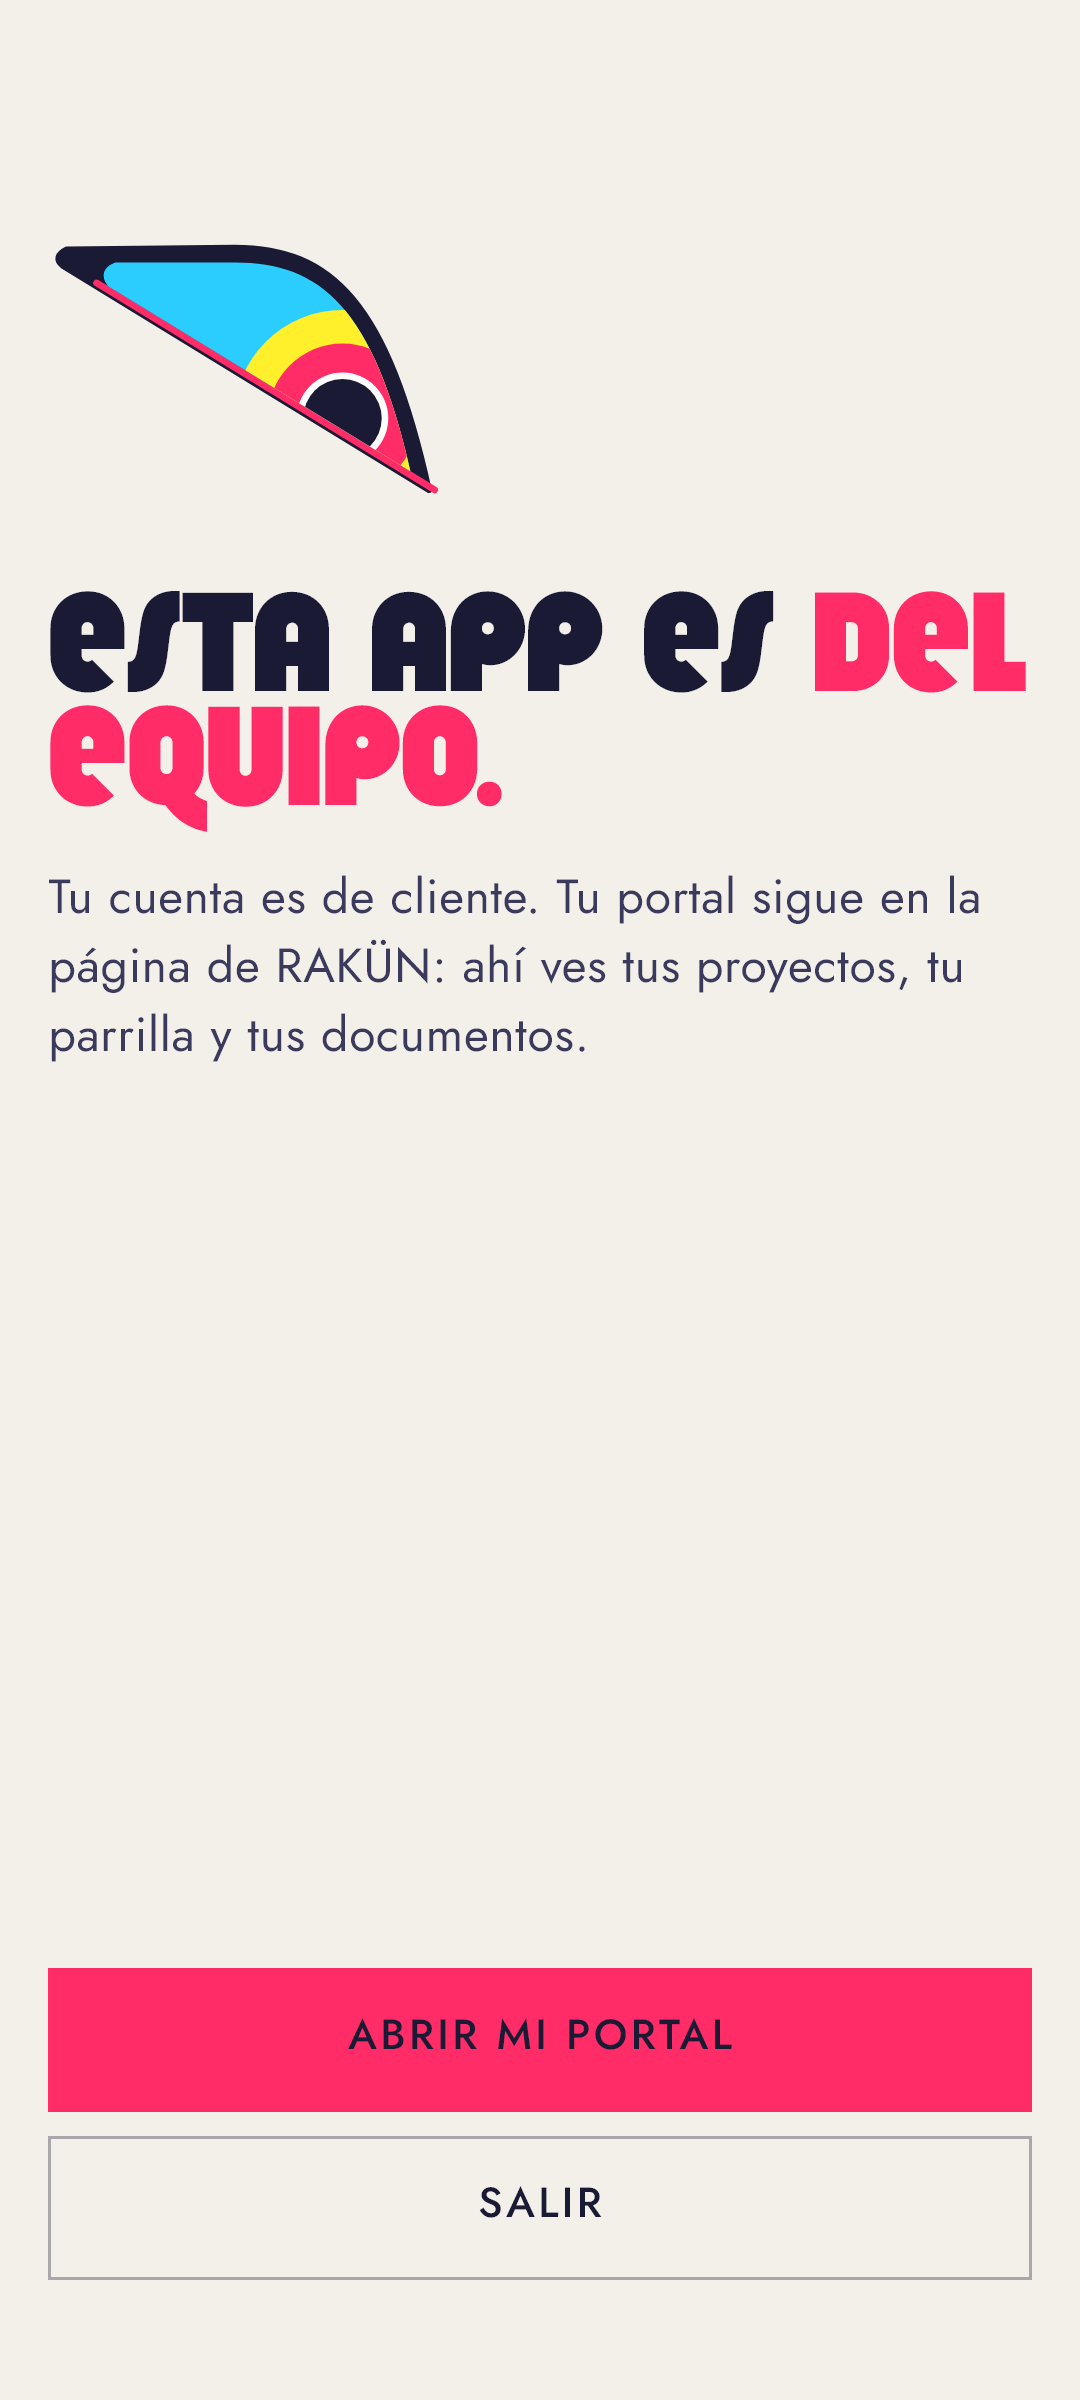 esTA APP es DeL
eQUIPO.
Tu cuenta es de cliente. Tu portal sigue en la
página de RAKÜN: ahí ves tus proyectos, tu
parrilla y tus documentos.
ABRIR MI PORTAL
SALIR